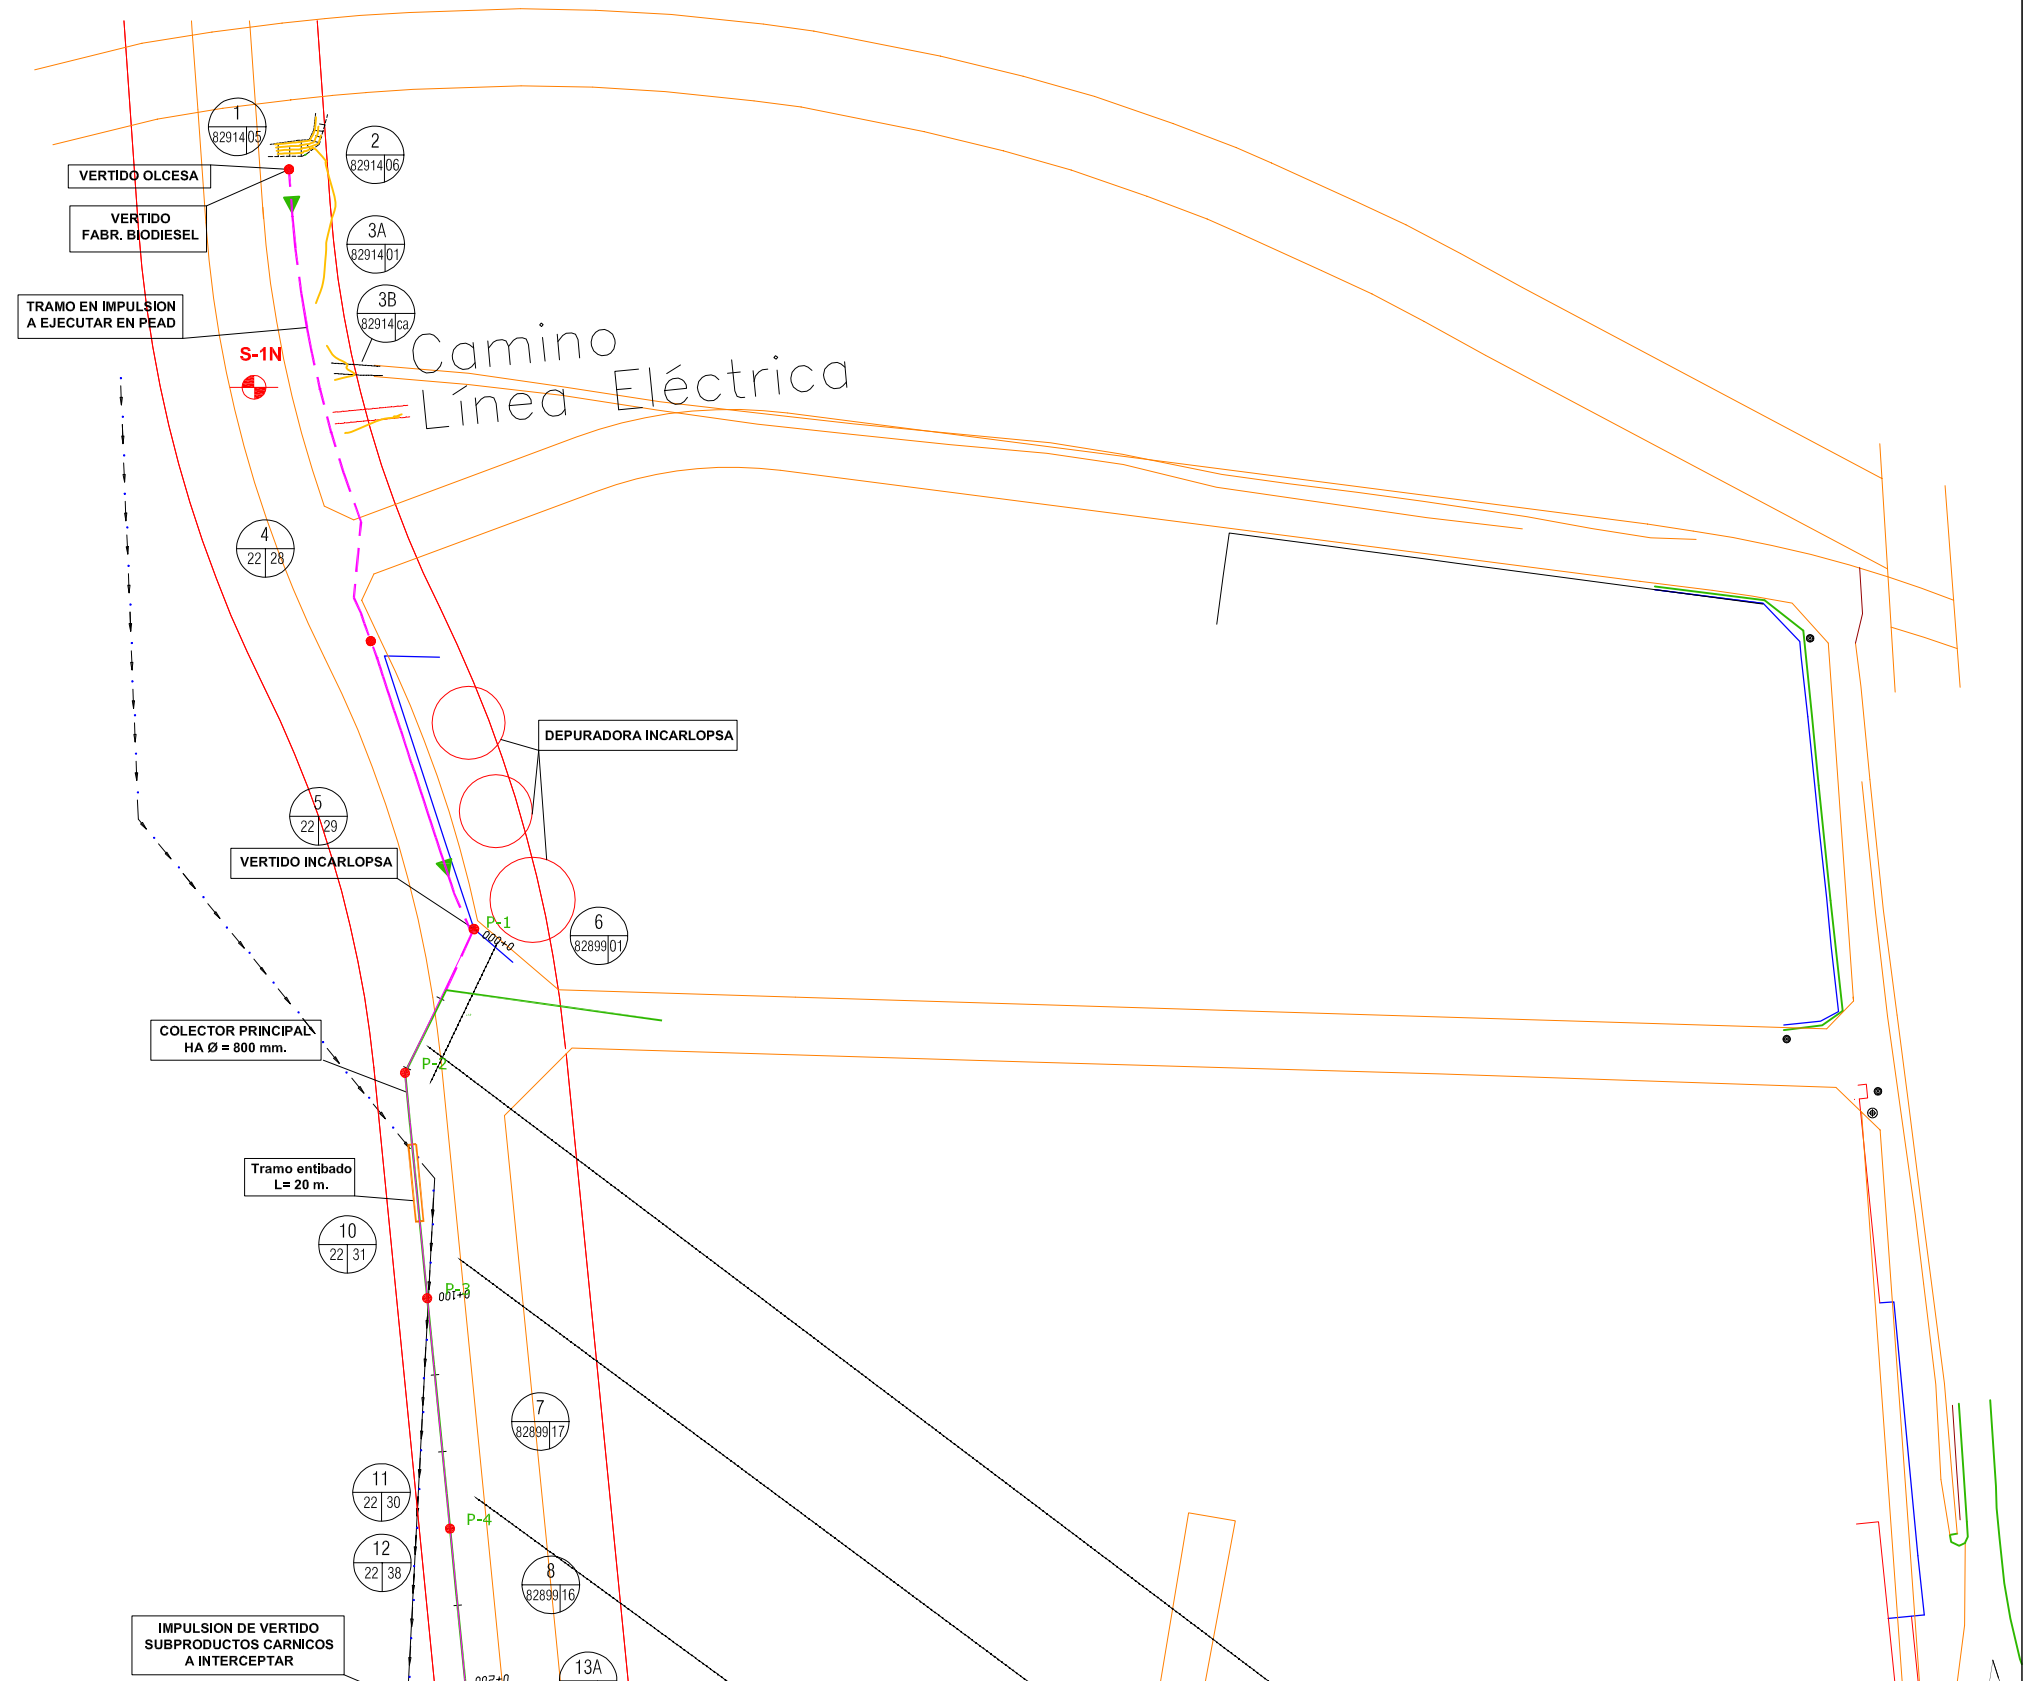 1
82914 05
2
82914 06
VERTIDO OLCESA
VERTIDO
FABR. BIODIESEL
3A
82914 01
3B
82914 ca
TRAMO EN IMPULSION
A EJECUTAR EN PEAD
S-1N
Camino
Línea Eléctrica
4
22 28
DEPURADORA INCARLOPSA
5
22 29
VERTIDO INCARLOPSA
P-1
0+000
6
82899 01
COLECTOR PRINCIPAL
HA Ø = 800 mm.
P-2
Tramo entibado
L= 20 m.
10
22 31
P-3
0+100
7
82899 17
11
22 30
P-4
12
22 38
8
82899 16
IMPULSION DE VERTIDO
SUBPRODUCTOS CARNICOS
A INTERCEPTAR
13A
0+200